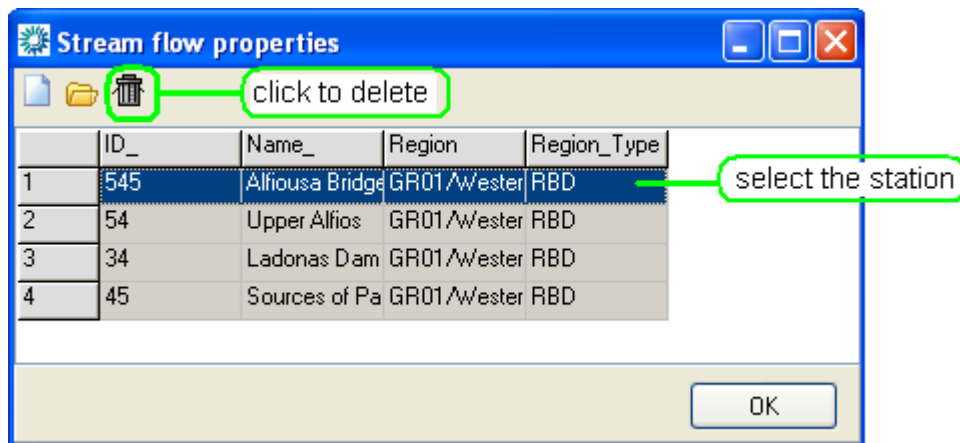 Stream flow properties
click to delete
ID_ Name_ Region Region_Type
select the station
1 545 Alfiousa Bridge GR01/Wester RBD
2 54 Upper Alfios GR01/Wester RBD
3 34 Ladonas Dam GR01/Wester RBD
4 45 Sources of Pa GR01/Wester RBD
OK